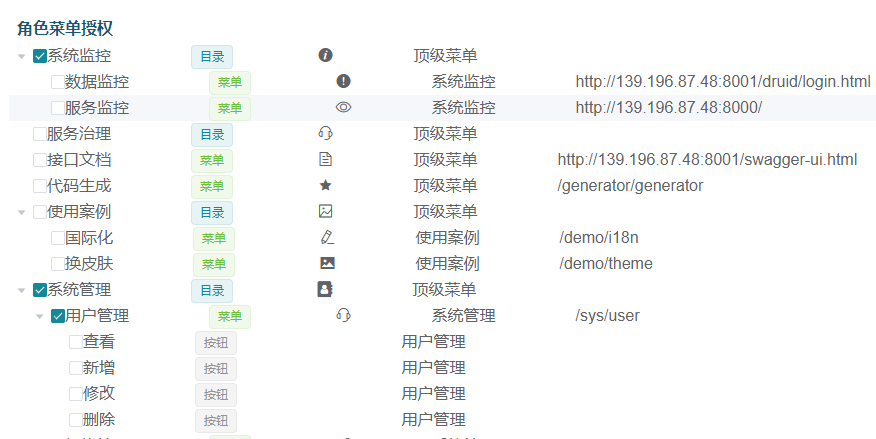 角色菜单授权
系统监控 目录 顶级菜单
数据监控 菜单 系统监控 http://139.196.87.48:8001/druid/login.html
服务监控 菜单 系统监控 http://139.196.87.48:8000/
服务治理 目录 顶级菜单
接口文档 菜单 顶级菜单 http://139.196.87.48:8001/swagger-ui.html
代码生成 菜单 顶级菜单 /generator/generator
使用案例 目录 顶级菜单
国际化 菜单 使用案例 /demo/i18n
换皮肤 菜单 使用案例 /demo/theme
系统管理 目录 顶级菜单
用户管理 菜单 系统管理 /sys/user
查看 按钮 用户管理
新增 按钮 用户管理
修改 按钮 用户管理
删除 按钮 用户管理